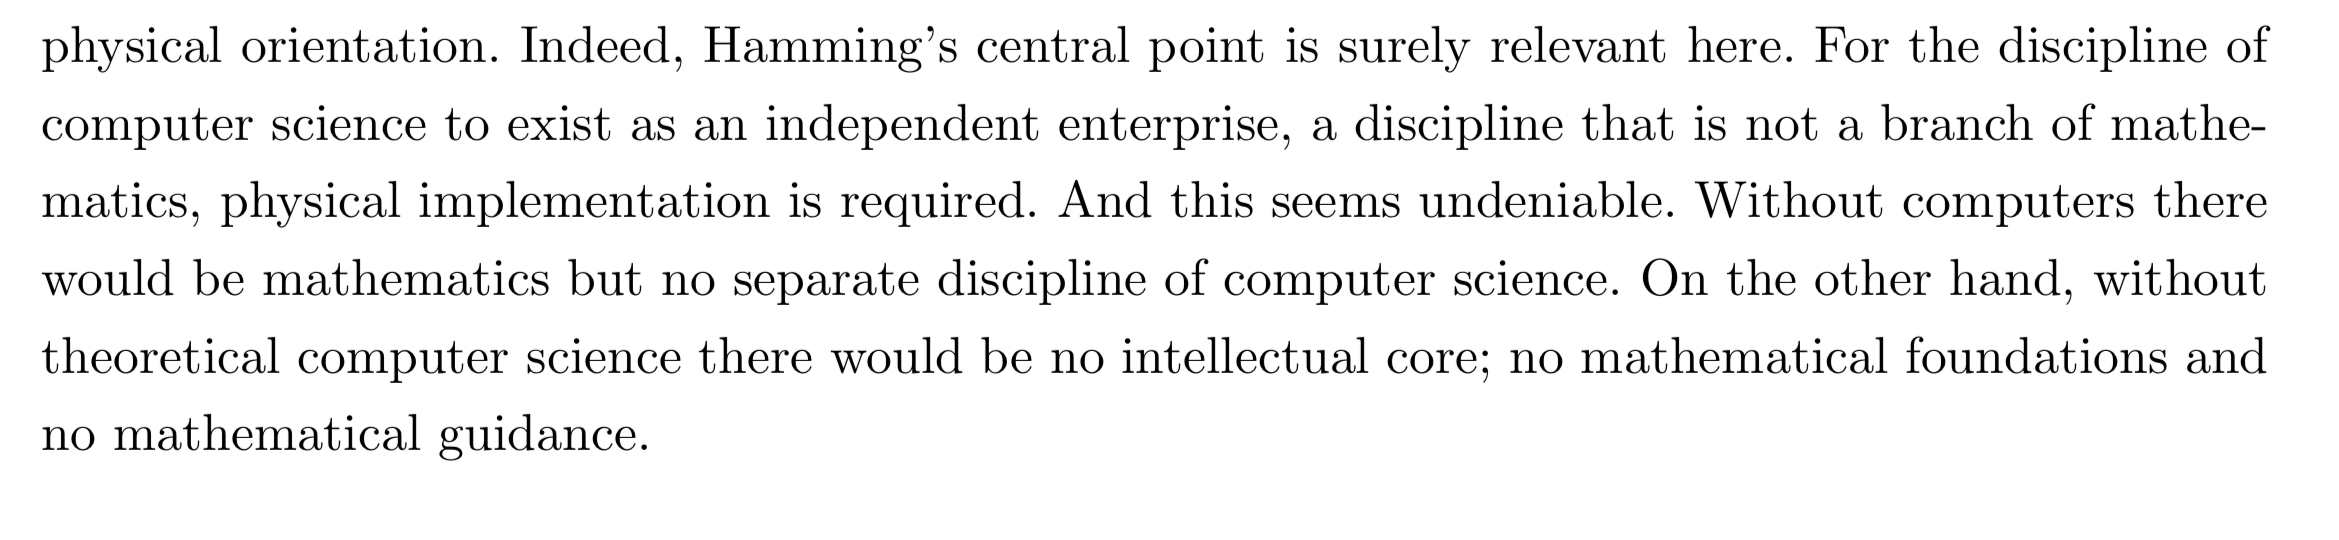 physical orientation. Indeed, Hamming’s central point is surely relevant here. For the discipline of
computer science to exist as an independent enterprise, a discipline that is not a branch of mathe-
matics, physical implementation is required. And this seems undeniable. Without computers there
would be mathematics but no separate discipline of computer science. On the other hand, without
theoretical computer science there would be no intellectual core; no mathematical foundations and
no mathematical guidance.